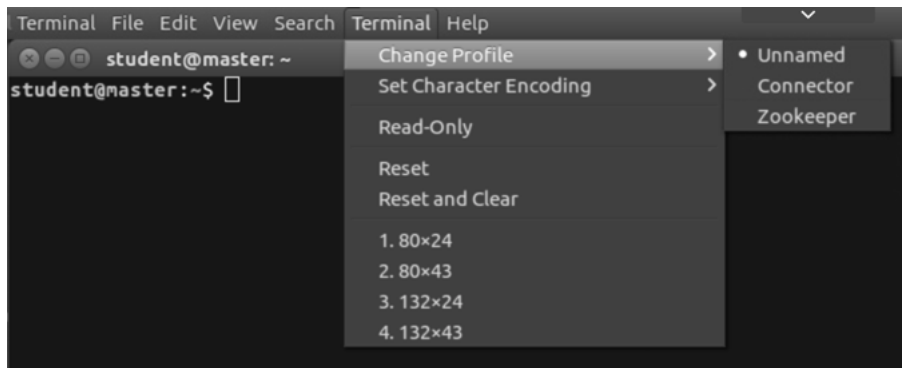 Terminal File Edit View Search Terminal Help
student@master: ~
student@master:~$
Change Profile
Set Character Encoding
Read-Only
Reset
Reset and Clear
1. 80×24
2. 80×43
3. 132×24
4. 132×43
Unnamed
Connector
Zookeeper